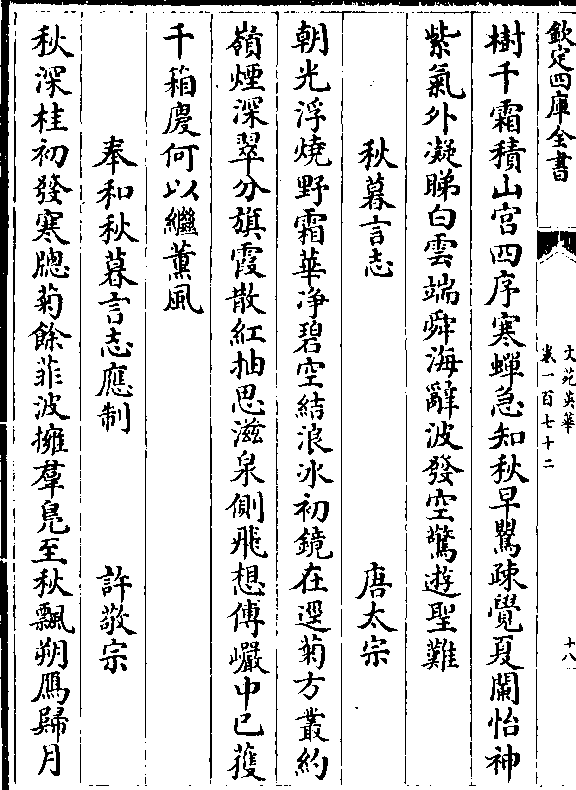 欽定四庫全書
文苑英華
卷一百七十二
十八
樹千霜積山宫四序寒蟬急知秋早鸎疎覺夏闌怡神
紫氣外凝睇白雲端舜海辭波發空驚遊聖難
秋暮言志 唐太宗
朝光浮燒野霜華净碧空結浪冰初鏡在逕菊方叢約
嶺煙深翠分旗霞散紅抽思滋泉側飛想傅巖中已獲
千箱慶何以繼薰風
奉和秋暮言志應制 許敬宗
秋深桂初發寒牕菊餘菲波擁羣鳬至秋飄朔鴈歸月